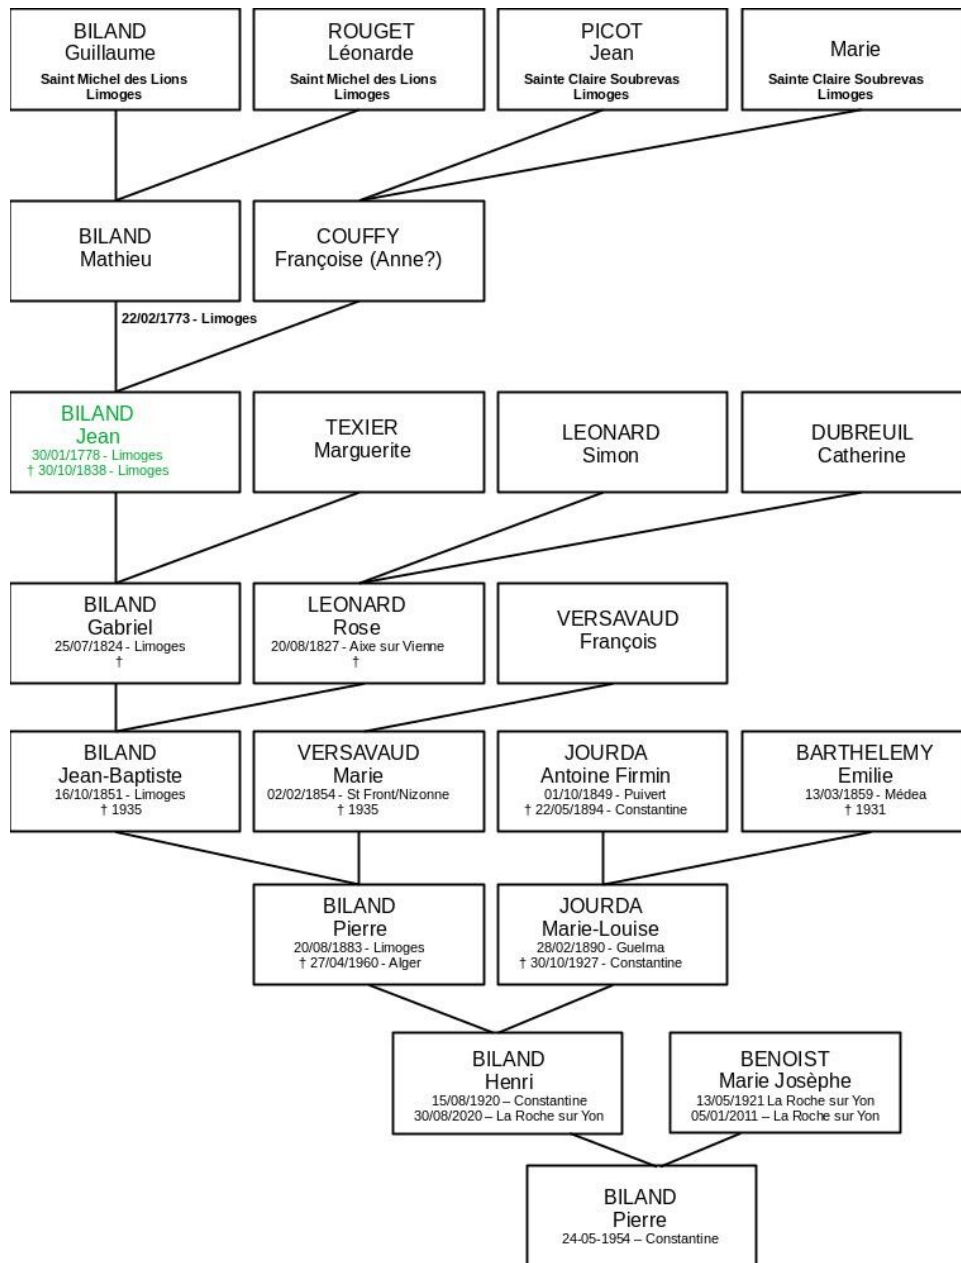 BILAND
Guillaume
Saint Michel des Lions
Limoges
ROUGET
Léonarde
Saint Michel des Lions
Limoges
PICOT
Jean
Sainte Claire Soubrevas
Limoges
Marie
Sainte Claire Soubrevas
Limoges
BILAND
Mathieu
COUFFY
Françoise (Anne?)
22/02/1773 - Limoges
BILAND
Jean
30/01/1778 - Limoges
† 30/10/1838 - Limoges
TEXIER
Marguerite
LEONARD
Simon
DUBREUIL
Catherine
BILAND
Gabriel
25/07/1824 - Limoges
†
LEONARD
Rose
20/08/1827 - Aixe sur Vienne
†
VERSAVAUD
François
BILAND
Jean-Baptiste
16/10/1851 - Limoges
† 1935
VERSAVAUD
Marie
02/02/1854 - St Front/Nizonne
† 1935
JOURDA
Antoine Firmin
01/10/1849 - Puivert
† 22/05/1894 - Constantine
BARTHELEMY
Emilie
13/03/1859 - Médea
† 1931
BILAND
Pierre
20/08/1883 - Limoges
† 27/04/1960 - Alger
JOURDA
Marie-Louise
28/02/1890 - Guelma
† 30/10/1927 - Constantine
BILAND
Henri
15/08/1920 – Constantine
30/08/2020 – La Roche sur Yon
BENOIST
Marie Josèphe
13/05/1921 La Roche sur Yon
05/01/2011 – La Roche sur Yon
BILAND
Pierre
24-05-1954 – Constantine